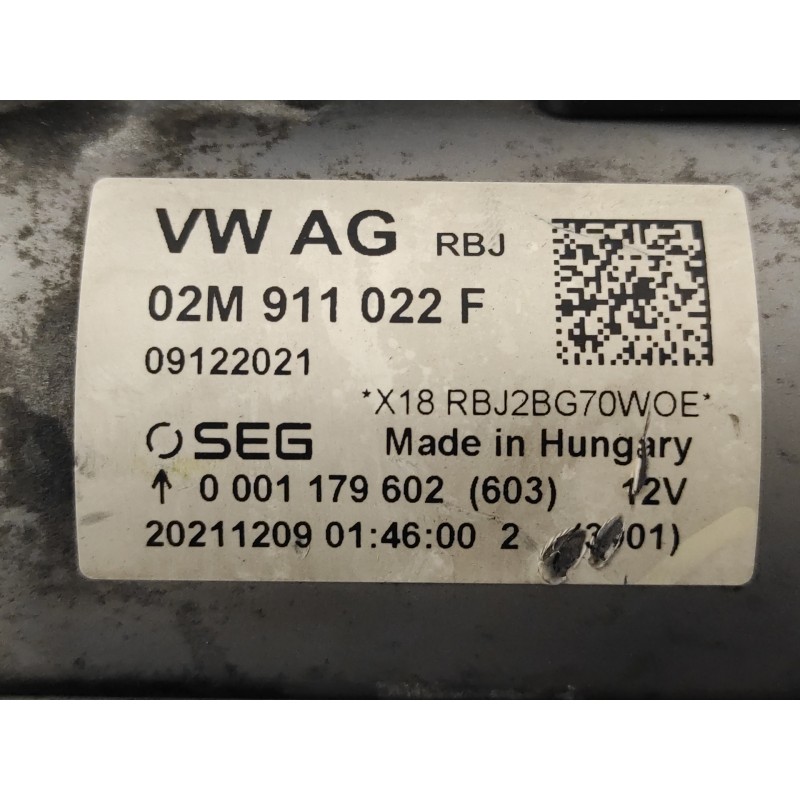 VW AG RBJ
02M 911 022 F
09122021
*X18 RBJ2BG70WOE*
SEG Made in Hungary
↑ 0 001 179 602 (603) 12V
20211209 01:46:00 2